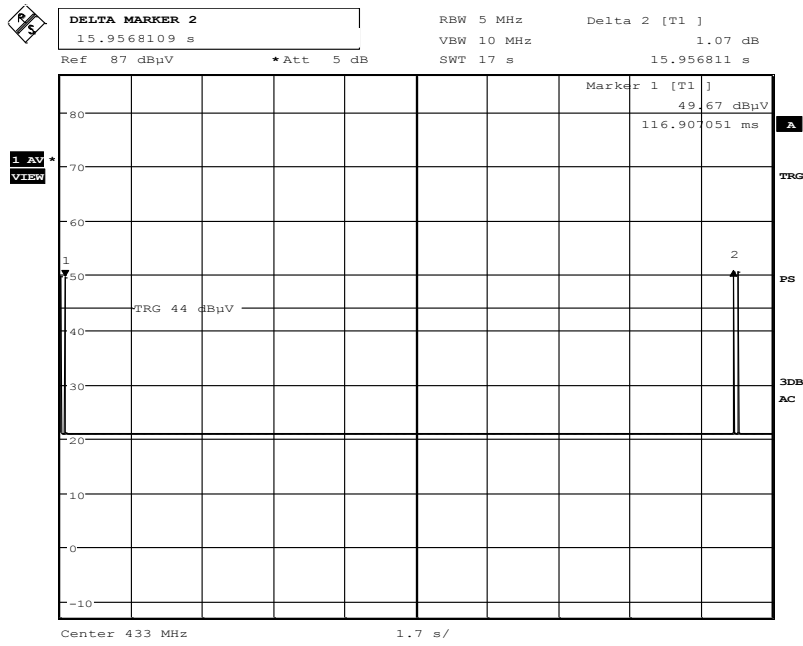 R S
DELTA MARKER 2
15.9568109 s
RBW 5 MHz
VBW 10 MHz
SWT 17 s
Delta 2 [T1 ]
1.07 dB
15.956811 s
Ref 87 dBµV
*Att 5 dB
Marker 1 [T1 ]
49.67 dBµV
116.907051 ms
A
1 AV *
VIEW
TRG
PS
3DB
AC
80
70
60
50
40
30
20
10
0
-10
1
2
TRG 44 dBµV
Center 433 MHz
1.7 s/